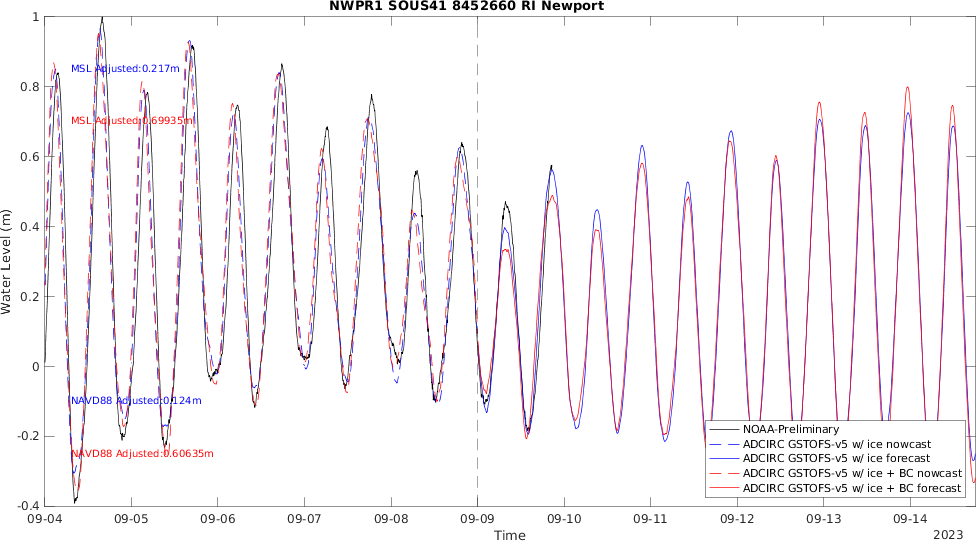 NWPR1 SOUS41 8452660 RI Newport
1
0.8
0.6
0.4
0.2
0
-0.2
-0.4
Water Level (m)
MSL Adjusted:0.217m
MSL Adjusted:0.69935m
NAVD88 Adjusted:0.124m
NAVD88 Adjusted:0.60635m
NOAA-Preliminary
ADCIRC GSTOFS-v5 w/ ice nowcast
ADCIRC GSTOFS-v5 w/ ice forecast
ADCIRC GSTOFS-v5 w/ ice + BC nowcast
ADCIRC GSTOFS-v5 w/ ice + BC forecast
09-04 09-05 09-06 09-07 09-08 09-09 09-10 09-11 09-12 09-13 09-14
Time
2023